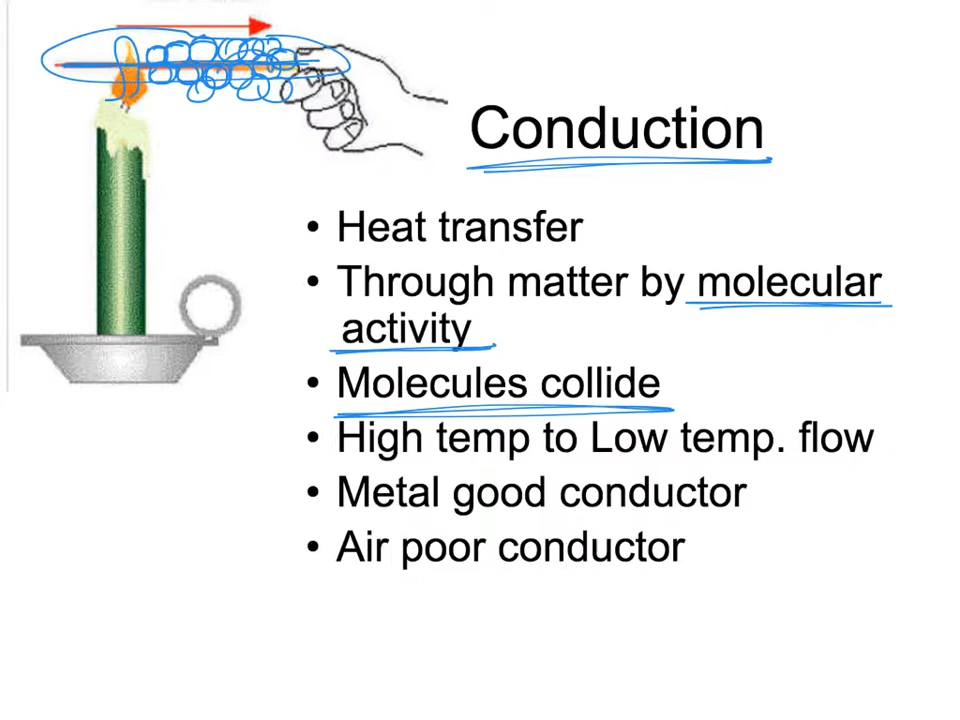 Conduction
• Heat transfer
• Through matter by molecular
activity
• Molecules collide
• High temp to Low temp. flow
• Metal good conductor
• Air poor conductor